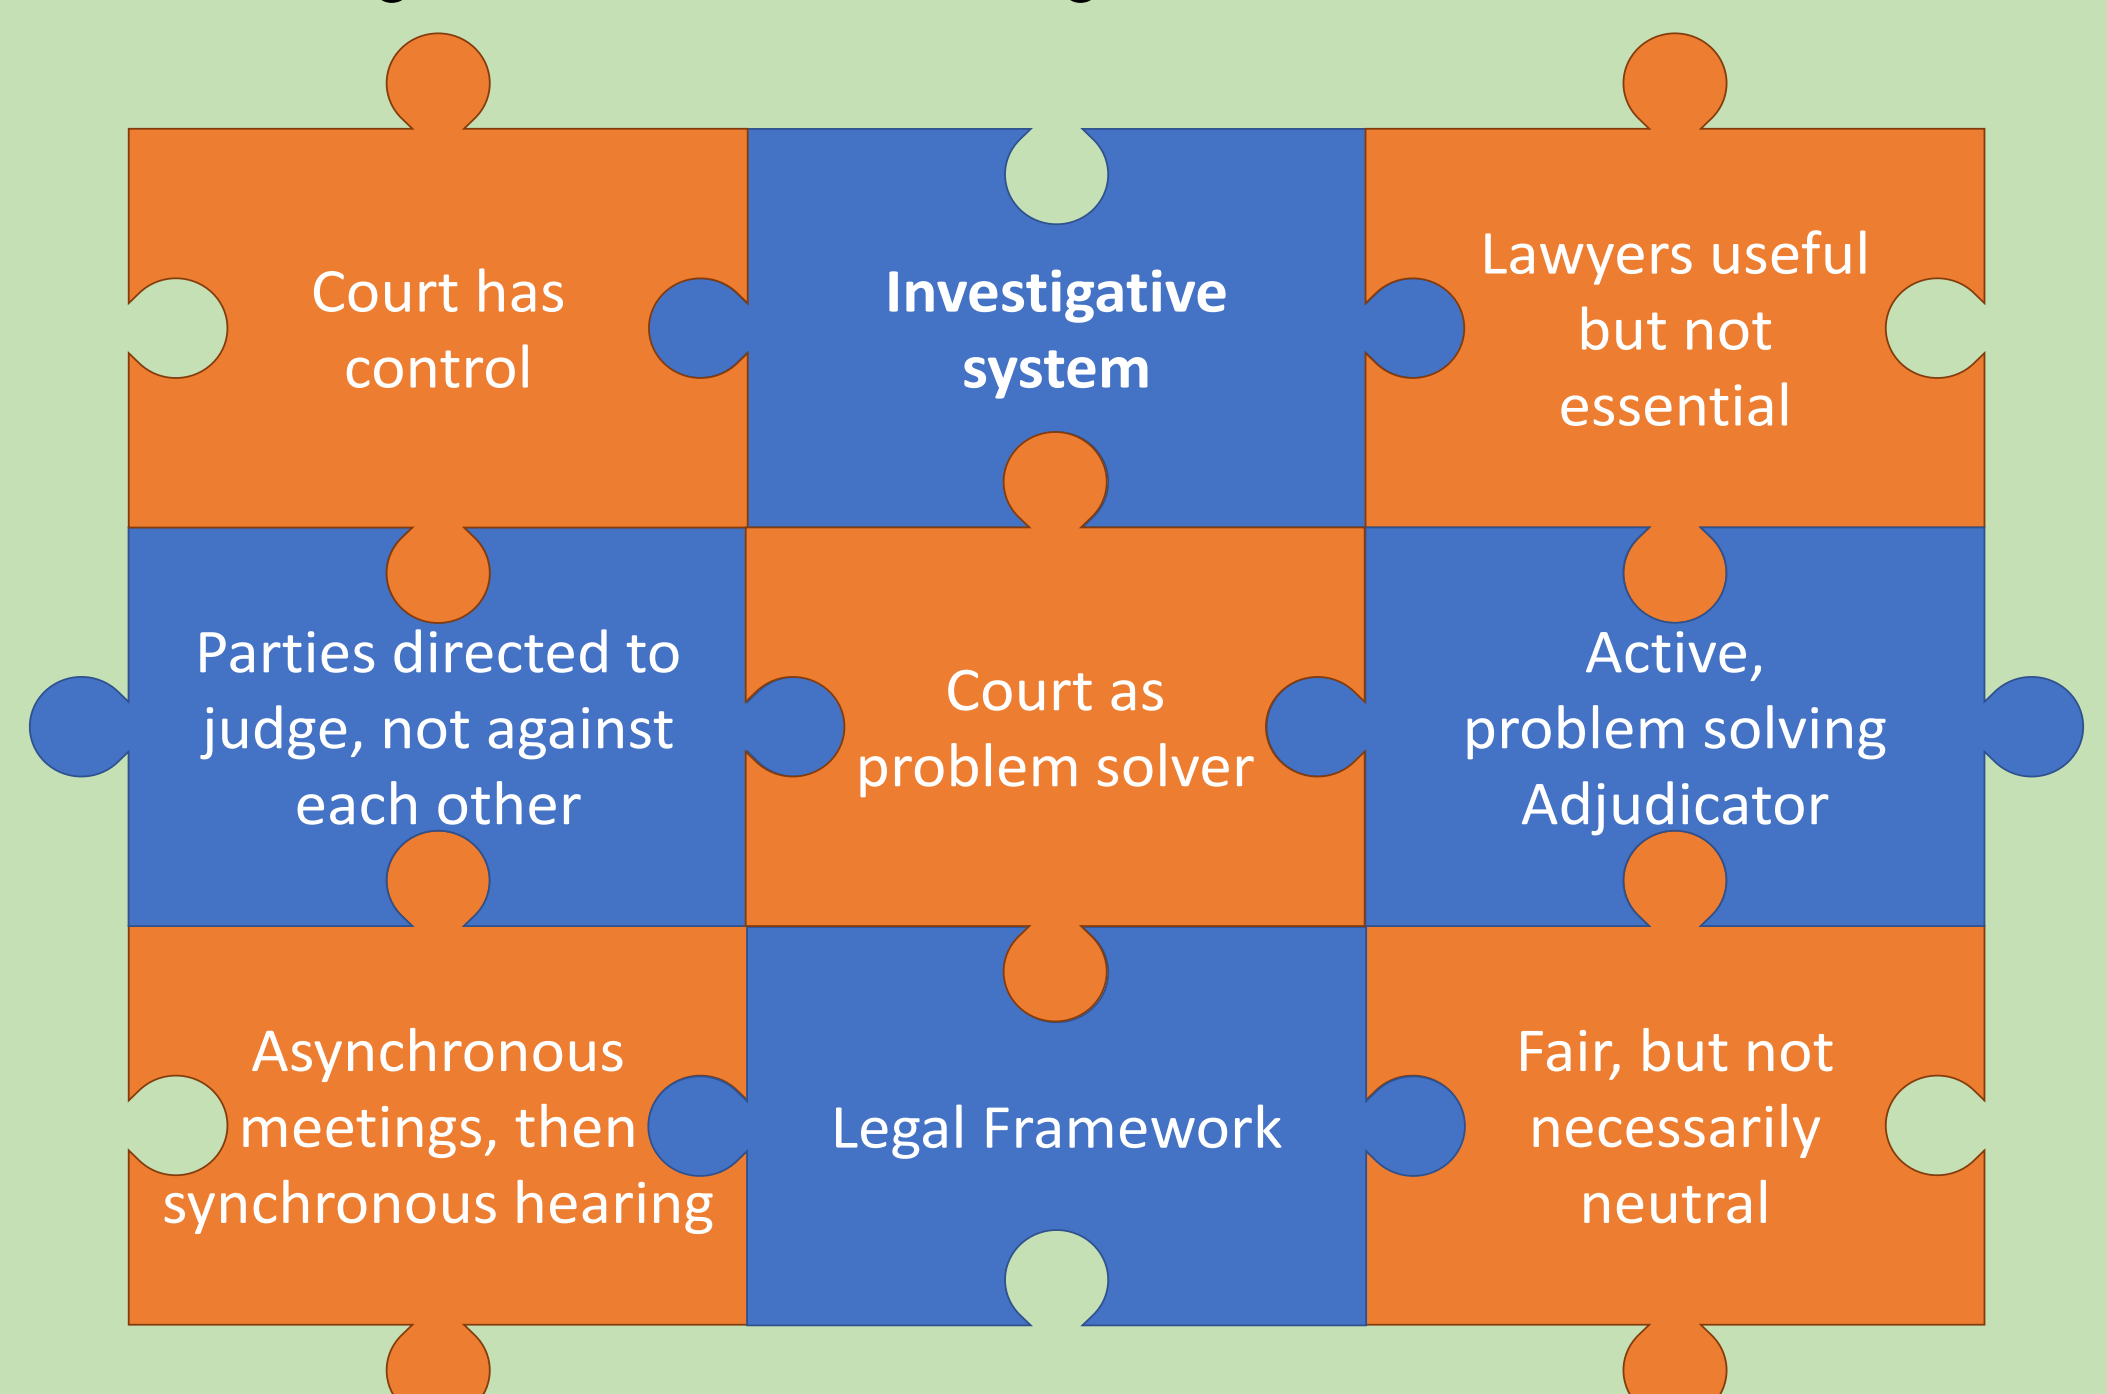 Court has
control
Investigative
system
Lawyers useful
but not
essential
Parties directed to
judge, not against
each other
Court as
problem solver
Active,
problem solving
Adjudicator
Asynchronous
meetings, then
synchronous hearing
Legal Framework
Fair, but not
necessarily
neutral